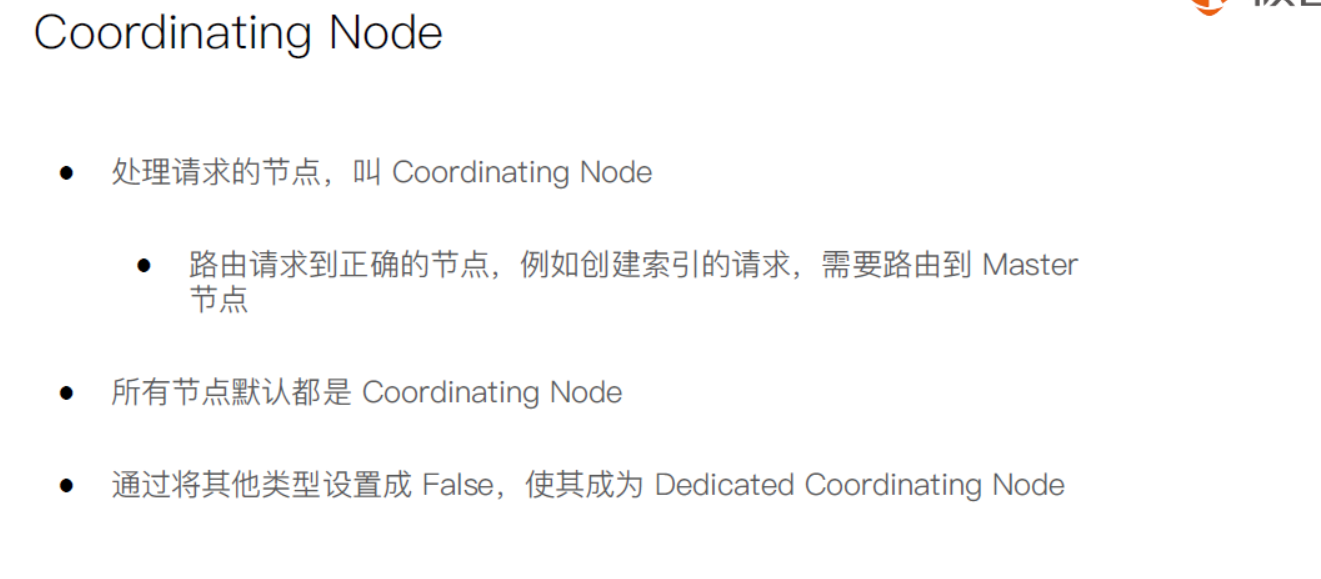 Coordinating Node
● 处理请求的节点，叫 Coordinating Node
● 路由请求到正确的节点，例如创建索引的请求，需要路由到 Master
节点
● 所有节点默认都是 Coordinating Node
● 通过将其他类型设置成 False，使其成为 Dedicated Coordinating Node